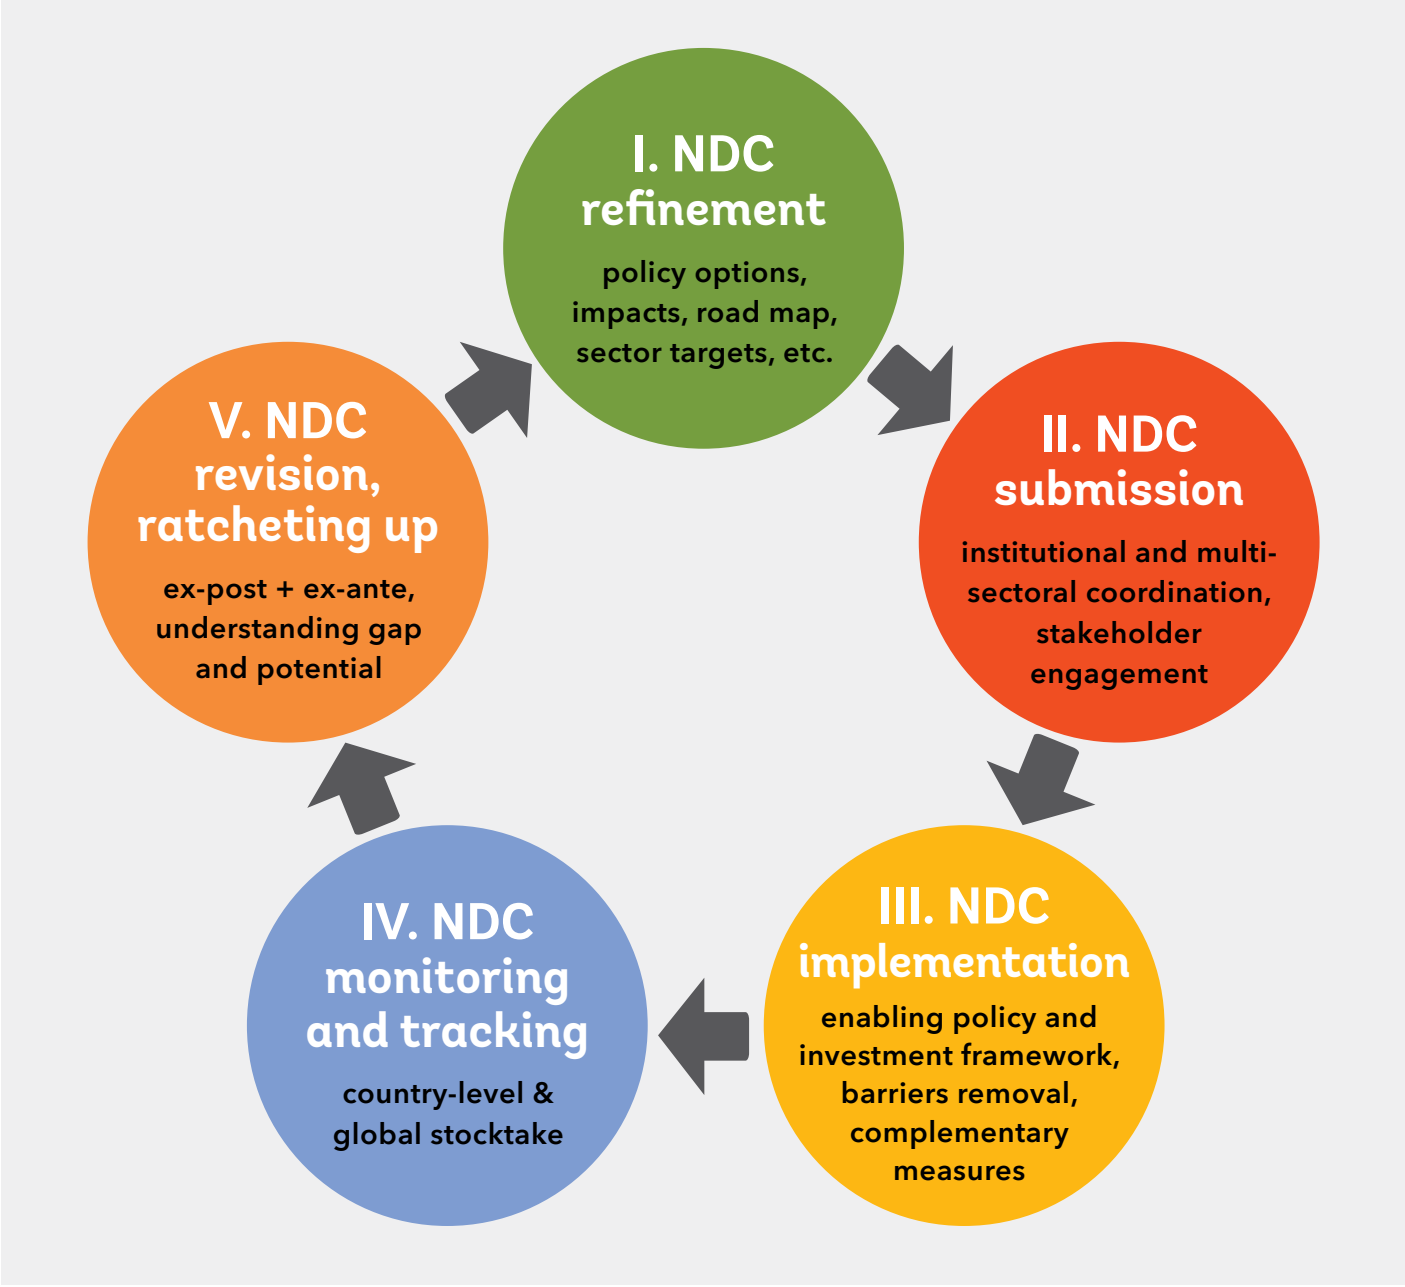 I. NDC
refinement
policy options,
impacts, road map,
sector targets, etc.
II. NDC
submission
institutional and multi-
sectoral coordination,
stakeholder
engagement
III. NDC
implementation
enabling policy and
investment framework,
barriers removal,
complementary
measures
IV. NDC
monitoring
and tracking
country-level &
global stocktake
V. NDC
revision,
ratcheting up
ex-post + ex-ante,
understanding gap
and potential